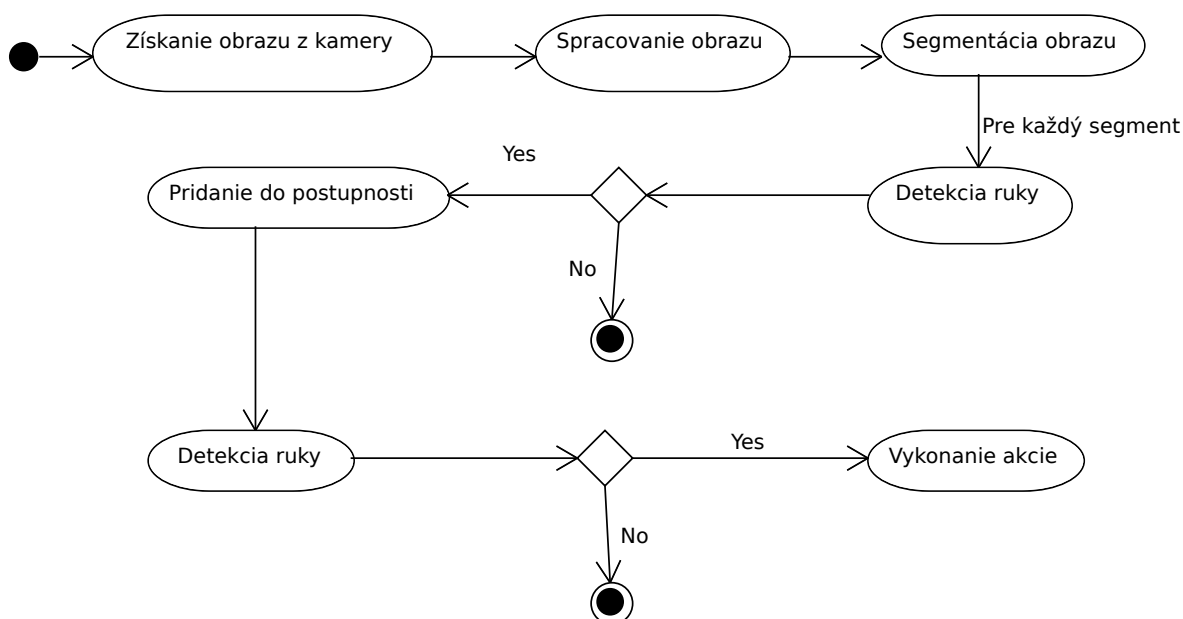 Získanie obrazu z kamery
Spracovanie obrazu
Segmentácia obrazu
Pre každý segment
Yes
Pridanie do postupnosti
Detekcia ruky
No
Detekcia ruky
Yes
Vykonanie akcie
No